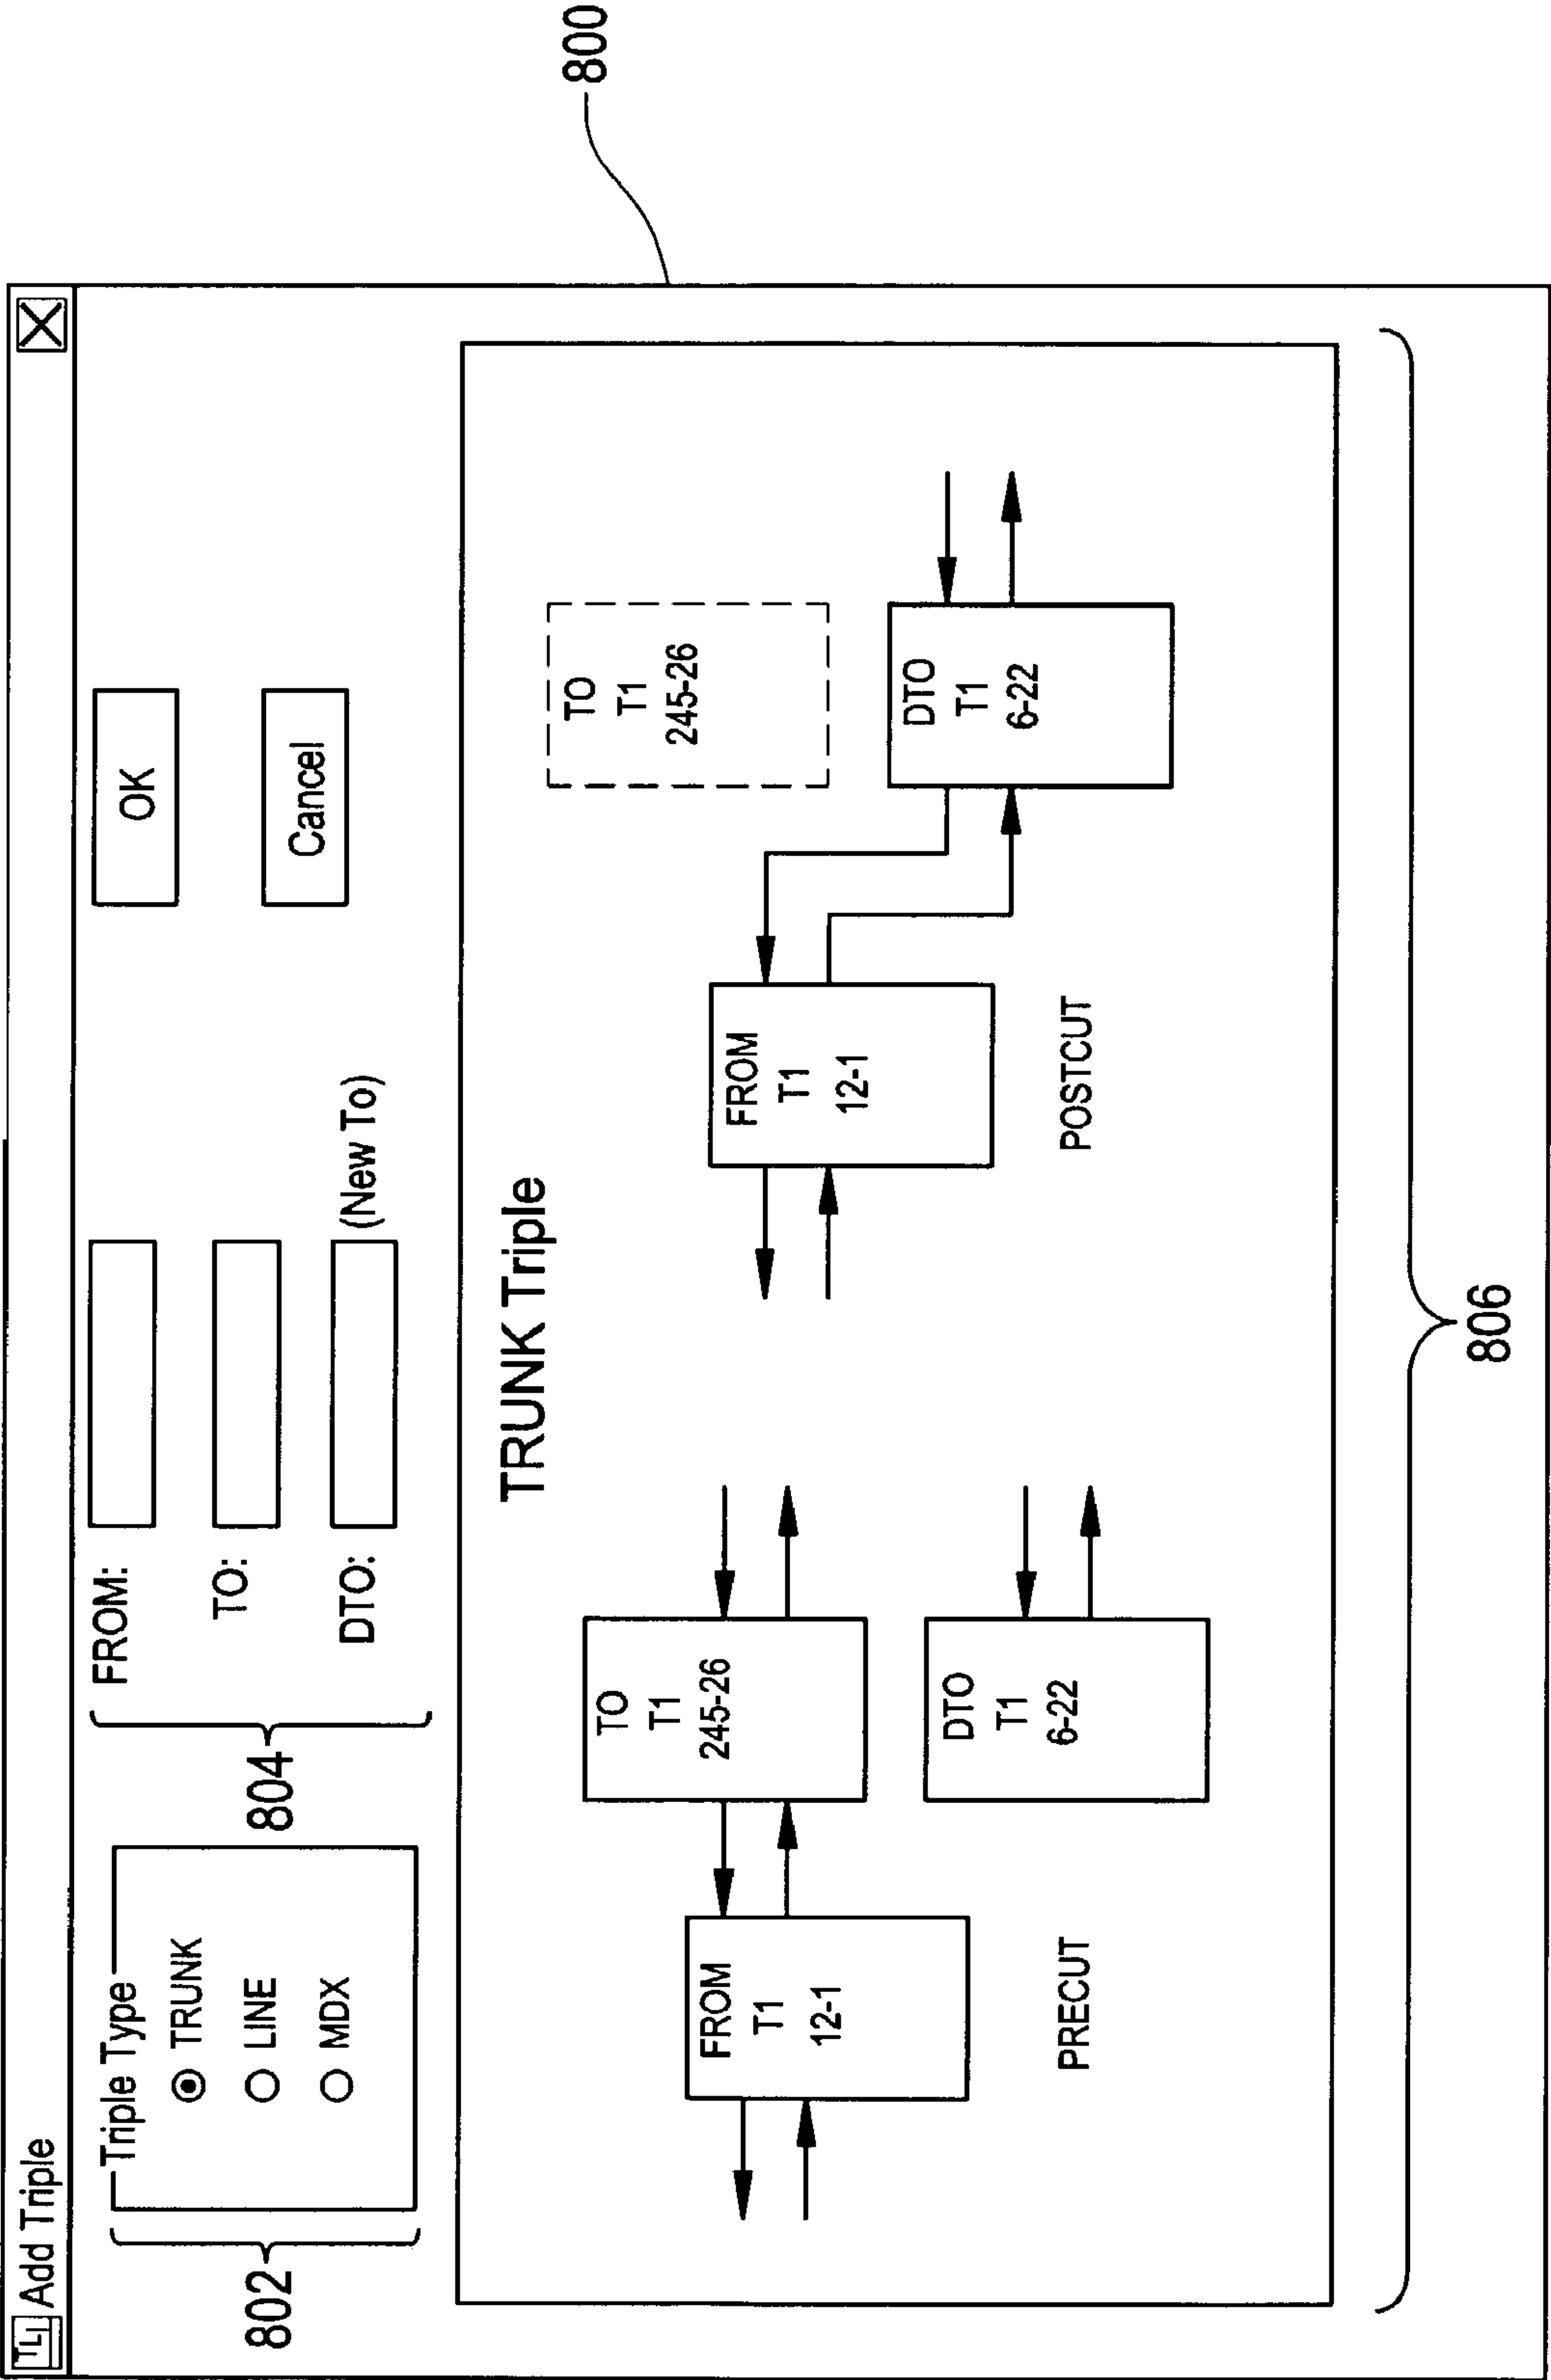 TLI Add Triple
Triple Type
TRUNK
LINE
MDX
802
804
FROM:
TO:
DTO:
(New To)
OK
Cancel
800
TRUNK Triple
FROM
T1
12-1
TO
T1
245-26
DTO
T1
6-22
PRECUT
FROM
T1
12-1
TO
T1
245-26
DTO
T1
6-22
POSTCUT
806